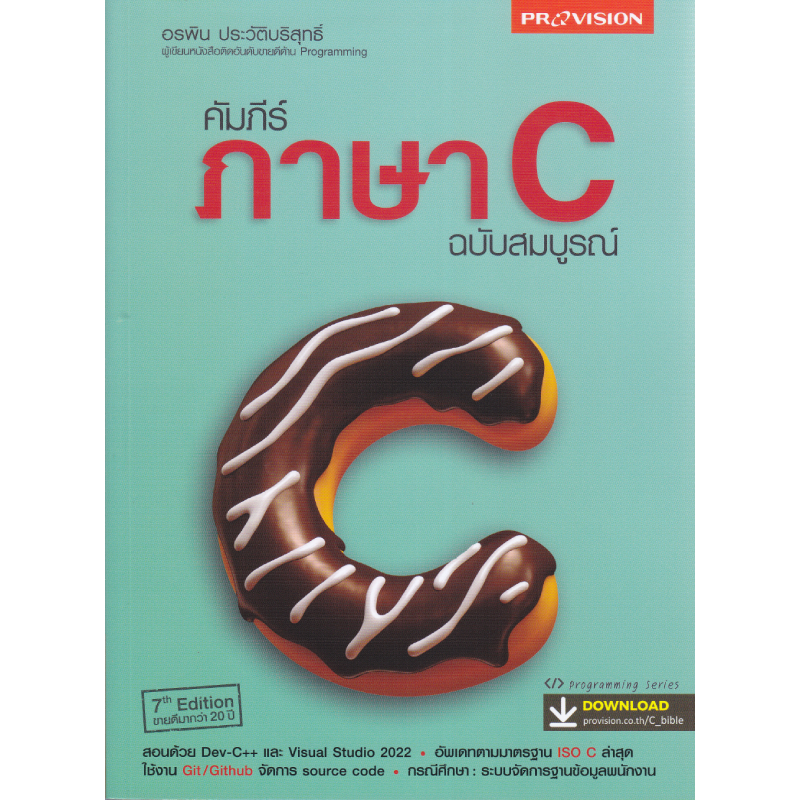 PROVISION
อรพิน ประวัติบริสุทธิ์
ผู้เขียนหนังสือติดอันดับขายดีด้าน Programming
คัมภีร์
ภาษา C
ฉบับสมบูรณ์
</> Programming Series
7th Edition
ขายดีมากว่า 20 ปี
DOWNLOAD
provision.co.th/C_bible
สอนด้วย Dev-C++ และ Visual Studio 2022 • อัพเดทตามมาตรฐาน ISO C ล่าสุด
ใช้งาน Git/Github จัดการ source code • กรณีศึกษา : ระบบจัดการฐานข้อมูลพนักงาน